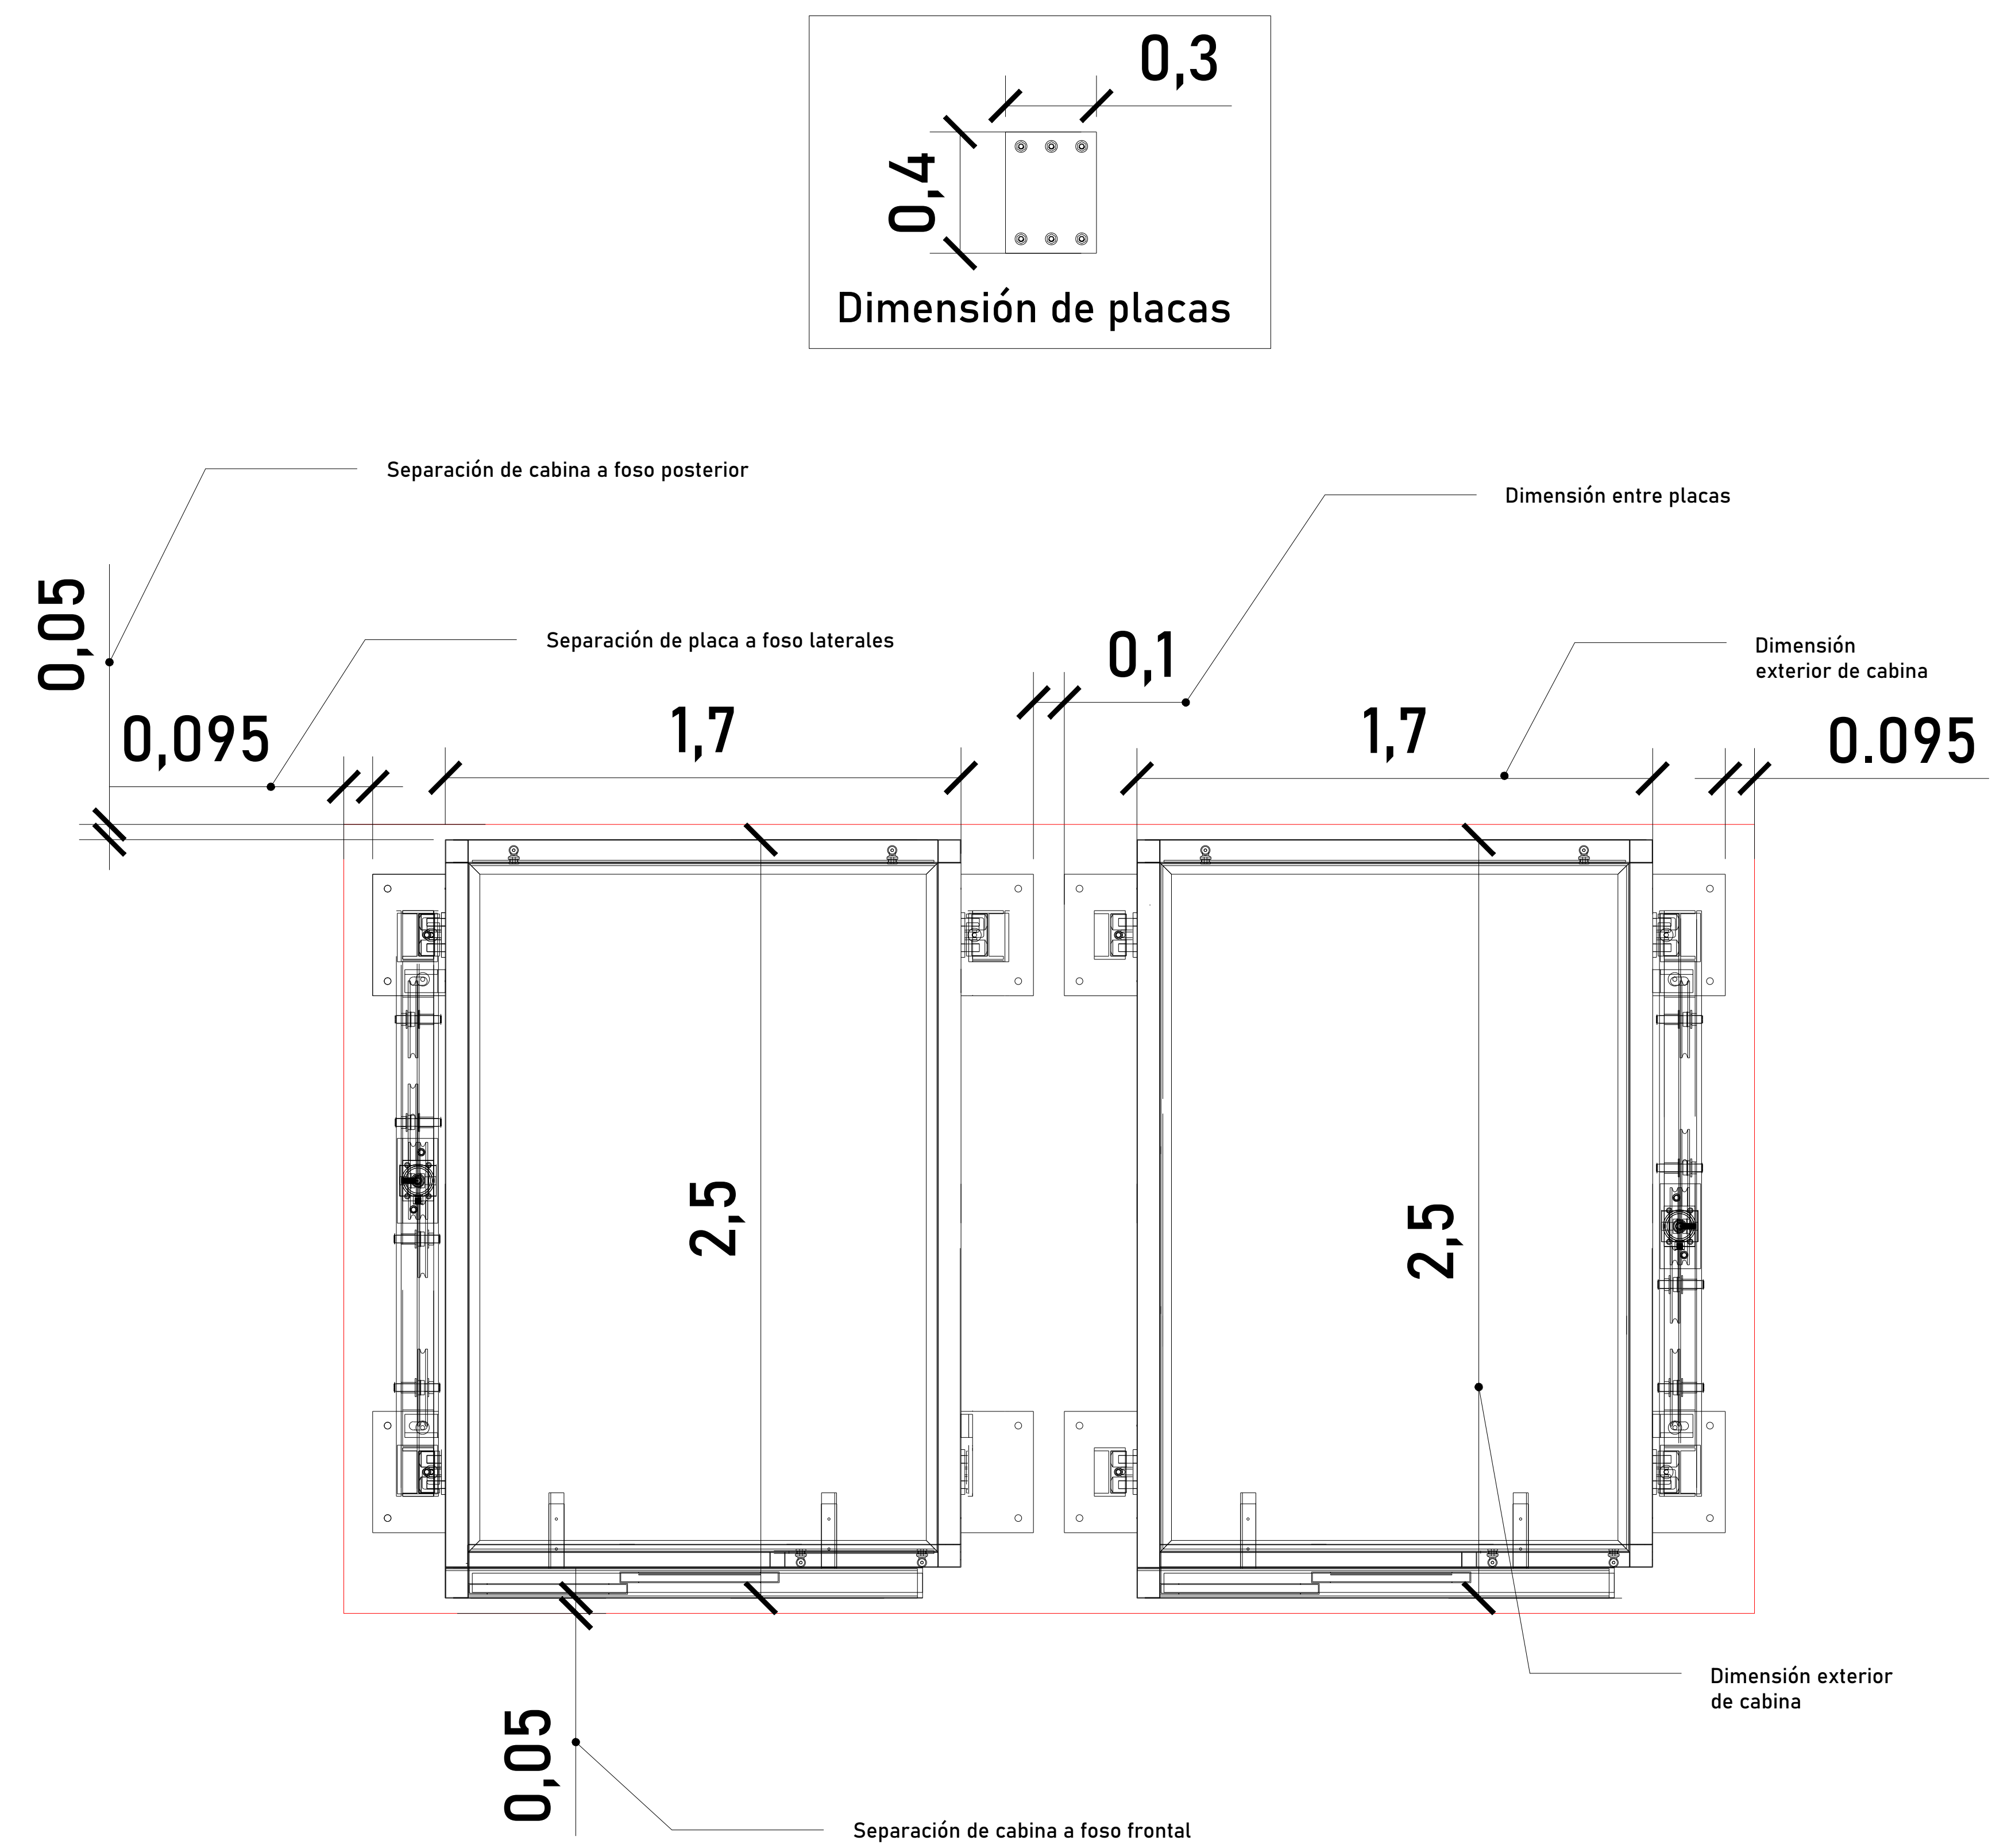 0,3
0,4
Dimensión de placas
Separación de cabina a foso posterior
Dimensión entre placas
0,05
Separación de placa a foso laterales
0,1
Dimensión
exterior de cabina
0,095
1,7
1,7
0.095
2,5
2,5
Dimensión exterior
de cabina
0,05
Separación de cabina a foso frontal